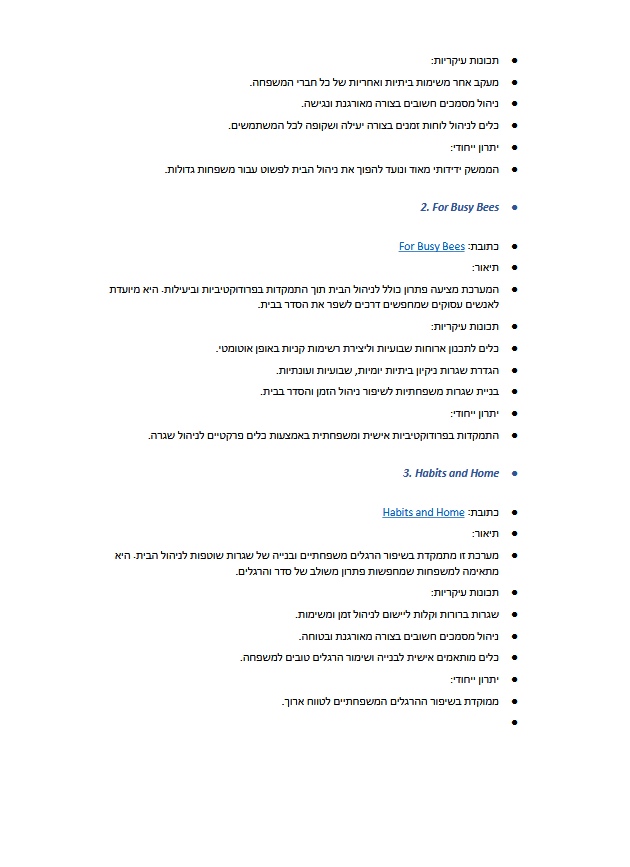 ● תכונות עיקריות:
● מעקב אחר משימות ביתיות ואחריות של כל חברי המשפחה.
● ניהול מסמכים חשובים בצורה מאורגנת ונגישה.
● כלים לניהול לוחות זמנים בצורה יעילה ושקופה לכל המשתמשים.
● יתרון ייחודי:
● הממשק ידידותי מאוד ונועד להפוך את ניהול הבית לפשוט עבור משפחות גדולות.
● 2. For Busy Bees
● כתובת: For Busy Bees
● תיאור:
● המערכת מציעה פתרון כולל לניהול הבית תוך התמקדות בפרודוקטיביות וביעילות. היא מיועדת
לאנשים עסוקים שמחפשים דרכים לשפר את הסדר בבית.
● תכונות עיקריות:
● כלים לתכנון ארוחות שבועיות וליצירת רשימות קניות באופן אוטומטי.
● הגדרת שגרות ניקיון ביתיות יומיות, שבועיות ועונתיות.
● בניית שגרות משפחתיות לשיפור ניהול הזמן והסדר בבית.
● יתרון ייחודי:
● התמקדות בפרודוקטיביות אישית ומשפחתית באמצעות כלים פרקטיים לניהול שגרה.
● 3. Habits and Home
● כתובת: Habits and Home
● תיאור:
● מערכת זו מתמקדת בשיפור הרגלים משפחתיים ובנייה של שגרות שוטפות לניהול הבית. היא
מתאימה למשפחות שמחפשות פתרון משולב של סדר והרגלים.
● תכונות עיקריות:
● שגרות ברורות וקלות ליישום לניהול זמן ומשימות.
● ניהול מסמכים חשובים בצורה מאורגנת ובטוחה.
● כלים מותאמים אישית לבנייה ושימור הרגלים טובים למשפחה.
● יתרון ייחודי:
● ממוקדת בשיפור ההרגלים המשפחתיים לטווח ארוך.
●